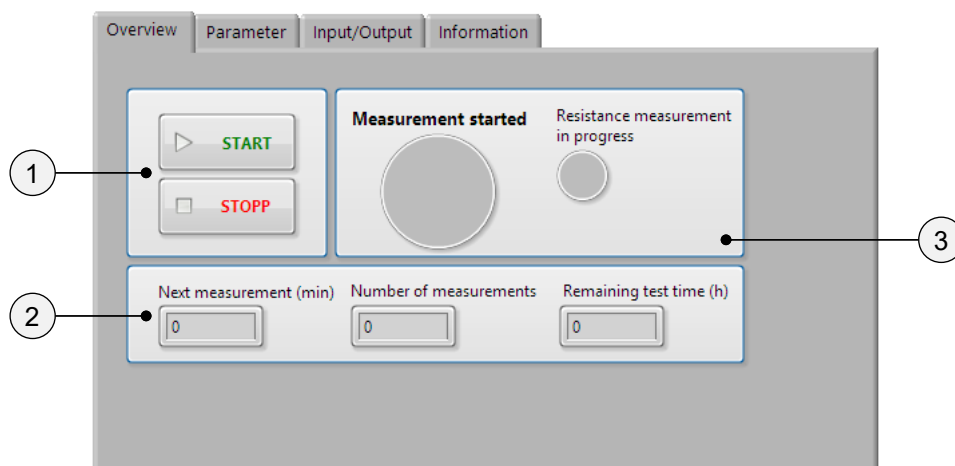 Overview
Parameter
Input/Output
Information
START
STOPP
Measurement started
Resistance measurement
in progress
1
3
Next measurement (min)
Number of measurements
Remaining test time (h)
0
0
0
2